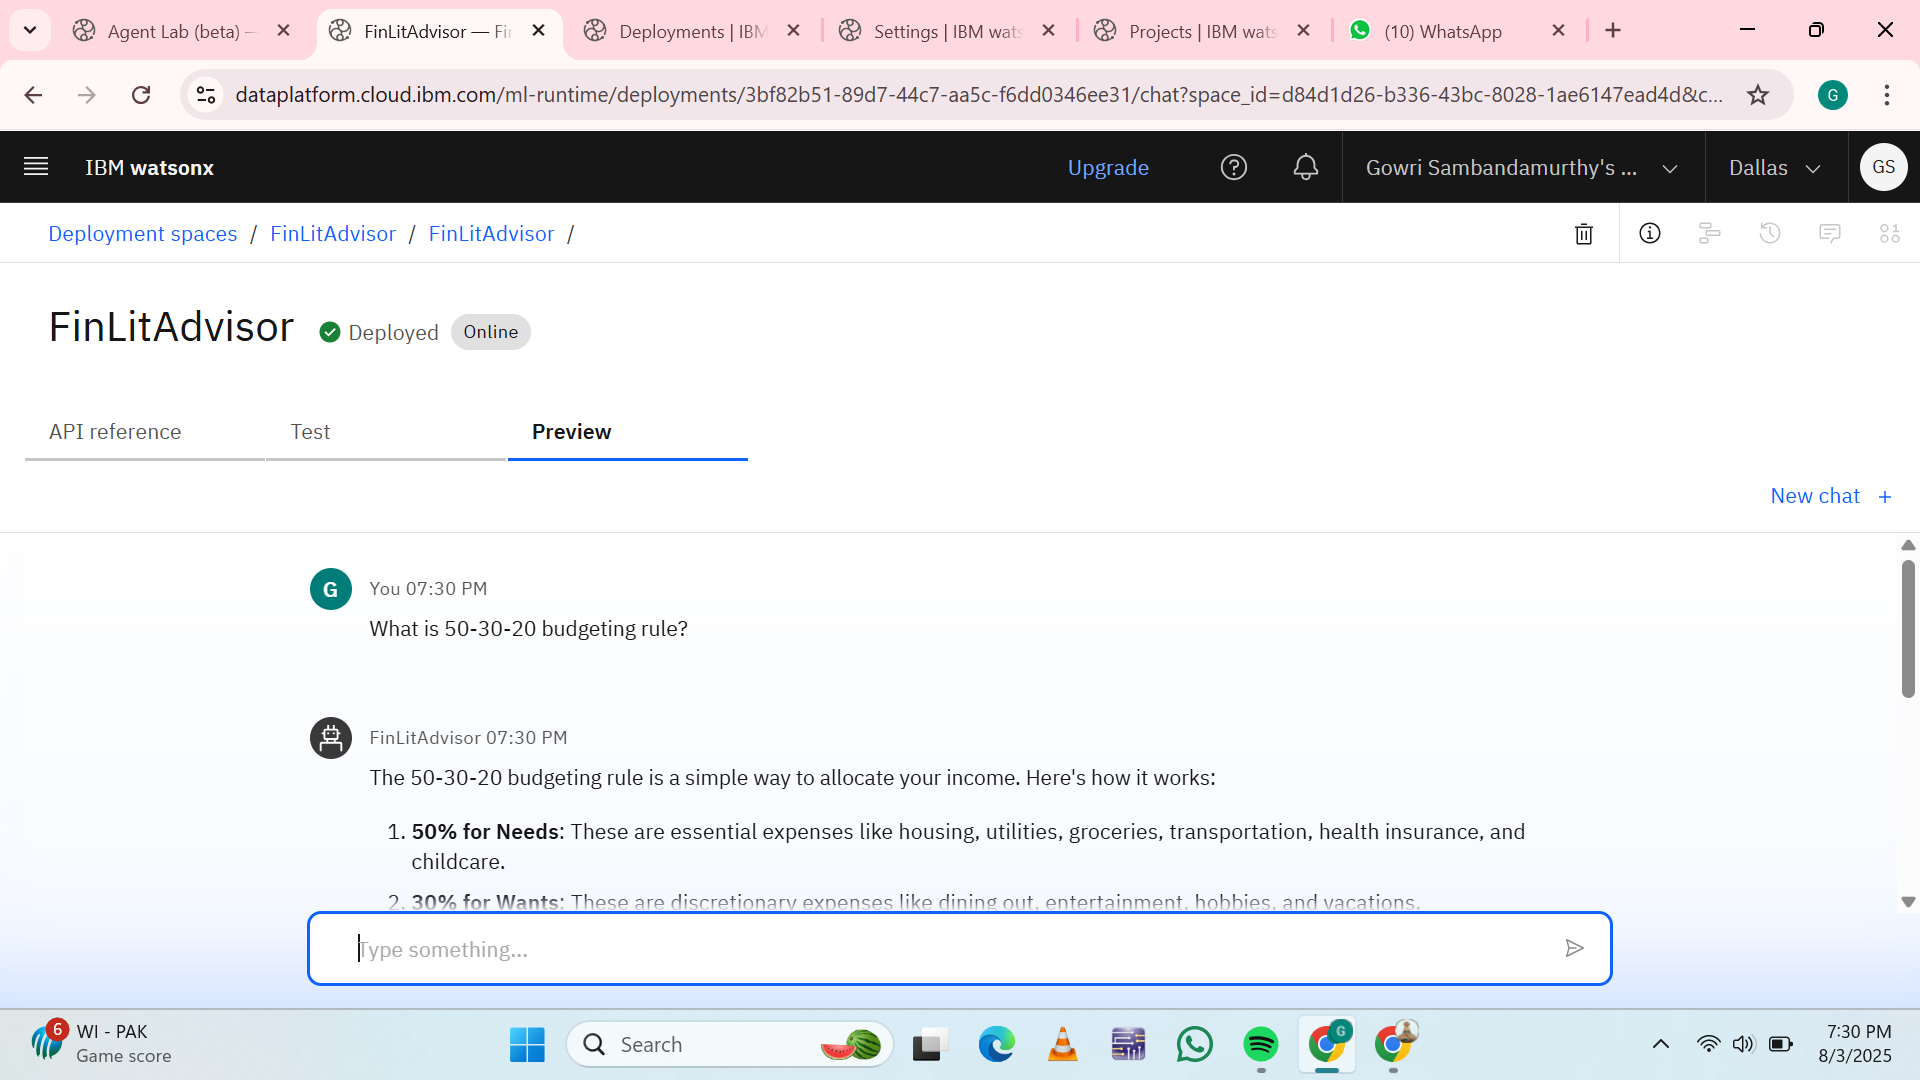 Agent Lab (beta) —
FinLitAdvisor — Fi
Deployments | IBM
Settings | IBM wats
Projects | IBM wats
(10) WhatsApp
dataplatform.cloud.ibm.com/ml-runtime/deployments/3bf82b51-89d7-44c7-aa5c-f6dd0346ee31/chat?space_id=d84d1d26-b336-43bc-8028-1ae6147ead4d&c...
G
IBM watsonx
Upgrade
Gowri Sambandamurthy's ...
Dallas
GS
Deployment spaces / FinLitAdvisor / FinLitAdvisor /
FinLitAdvisor
Deployed
Online
API reference
Test
Preview
New chat +
G
You 07:30 PM
What is 50-30-20 budgeting rule?
FinLitAdvisor 07:30 PM
The 50-30-20 budgeting rule is a simple way to allocate your income. Here's how it works:
1. 50% for Needs: These are essential expenses like housing, utilities, groceries, transportation, health insurance, and
childcare.
2. 30% for Wants: These are discretionary expenses like dining out, entertainment, hobbies, and vacations.
Type something...
6
WI - PAK
Game score
Search
G
7:30 PM
8/3/2025